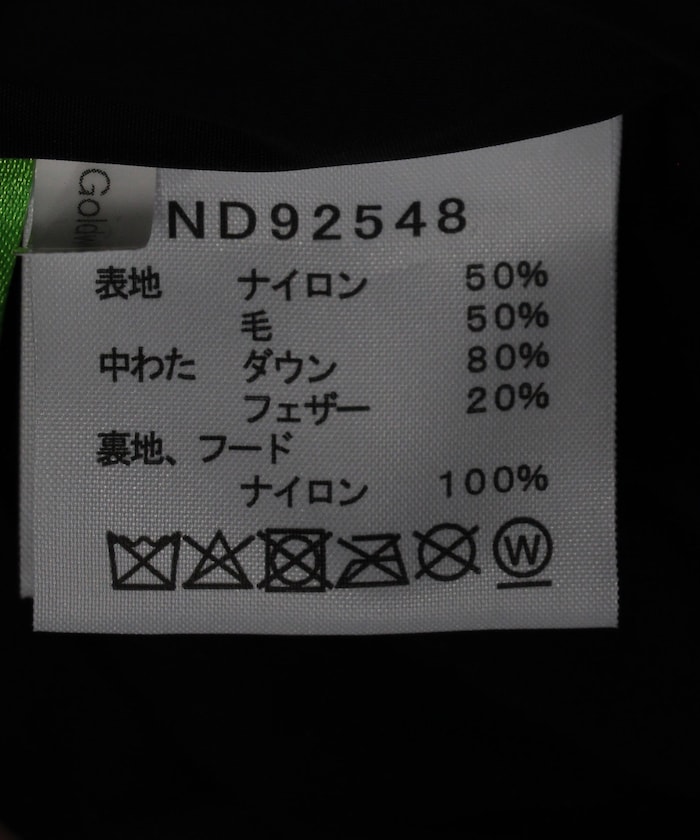 Goldw
ND92548
表地 ナイロン 50%
毛 50%
中わた ダウン 80%
フェザー 20%
裏地、フード
ナイロン 100%
W